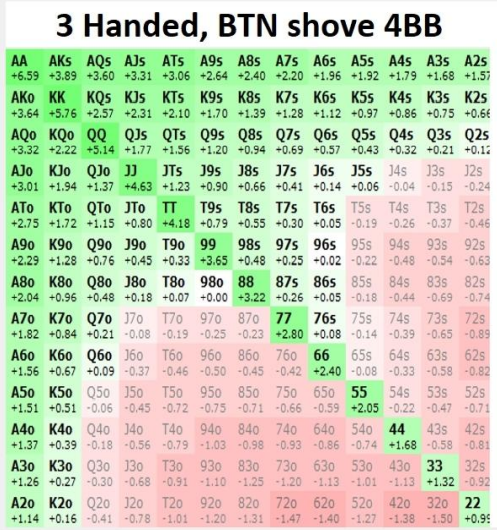 3 Handed, BTN shove 4BB
AA AKs AQs AJs ATs A9s A8s A7s A6s A5s A4s A3s A2s
+6.59 +3.89 +3.60 +3.31 +3.06 +2.64 +2.40 +2.20 +1.96 +1.92 +1.79 +1.68 +1.57
AKo KK KQs KJs KTs K9s K8s K7s K6s K5s K4s K3s K2s
+3.64 +5.76 +2.57 +2.31 +2.10 +1.70 +1.39 +1.28 +1.12 +0.97 +0.86 +0.75 +0.66
AQo KQo QQ QJs QTs Q9s Q8s Q7s Q6s Q5s Q4s Q3s Q2s
+3.32 +2.22 +5.14 +1.77 +1.56 +1.20 +0.94 +0.69 +0.57 +0.43 +0.32 +0.21 +0.12
AJo KJo QJo JJ JTs J9s J8s J7s J6s J5s J4s J3s J2s
+3.01 +1.94 +1.37 +4.63 +1.23 +0.90 +0.66 +0.41 +0.14 +0.06 -0.04 -0.15 -0.24
ATo KTo QTo JTo TT T9s T8s T7s T6s T5s T4s T3s T2s
+2.75 +1.72 +1.15 +0.80 +4.18 +0.79 +0.55 +0.30 +0.05 -0.19 -0.26 -0.37 -0.46
A9o K9o Q9o J9o T9o 99 98s 97s 96s 95s 94s 93s 92s
+2.29 +1.28 +0.76 +0.45 +0.33 +3.65 +0.48 +0.25 +0.02 -0.22 -0.48 -0.54 -0.63
A8o K8o Q8o J8o T8o 98o 88 87s 86s 85s 84s 83s 82s
+2.04 +0.96 +0.48 +0.18 +0.07 +0.00 +3.22 +0.26 +0.05 -0.18 -0.44 -0.69 -0.74
A7o K7o Q7o J7o T7o 97o 87o 77 76s 75s 74s 73s 72s
+1.82 +0.84 +0.21 -0.08 -0.19 -0.25 -0.23 +2.80 +0.08 -0.14 -0.39 -0.65 -0.89
A6o K6o Q6o J6o T6o 96o 86o 76o 66 65s 64s 63s 62s
+1.56 +0.67 +0.09 -0.37 -0.46 -0.50 -0.45 -0.42 +2.40 -0.08 -0.33 -0.58 -0.82
A5o K5o Q5o J5o T5o 95o 85o 75o 65o 55 54s 53s 52s
+1.51 +0.51 -0.06 -0.45 -0.72 -0.75 -0.71 -0.66 -0.59 +2.05 -0.22 -0.47 -0.71
A4o K4o Q4o J4o T4o 94o 84o 74o 64o 54o 44 43s 42s
+1.37 +0.39 -0.18 -0.56 -0.79 -1.03 -0.98 -0.93 -0.86 -0.74 +1.68 -0.58 -0.81
A3o K3o Q3o J3o T3o 93o 83o 73o 63o 53o 43o 33 32s
+1.26 +0.27 -0.30 -0.68 -0.91 -1.10 -1.25 -1.20 -1.13 -1.01 -1.13 +1.32 -0.92
A2o K2o Q2o J2o T2o 92o 82o 72o 62o 52o 42o 32o 22
+1.14 +0.16 -0.41 -0.78 -1.01 -1.20 -1.31 -1.47 -1.40 -1.27 -1.38 -1.50 +0.99